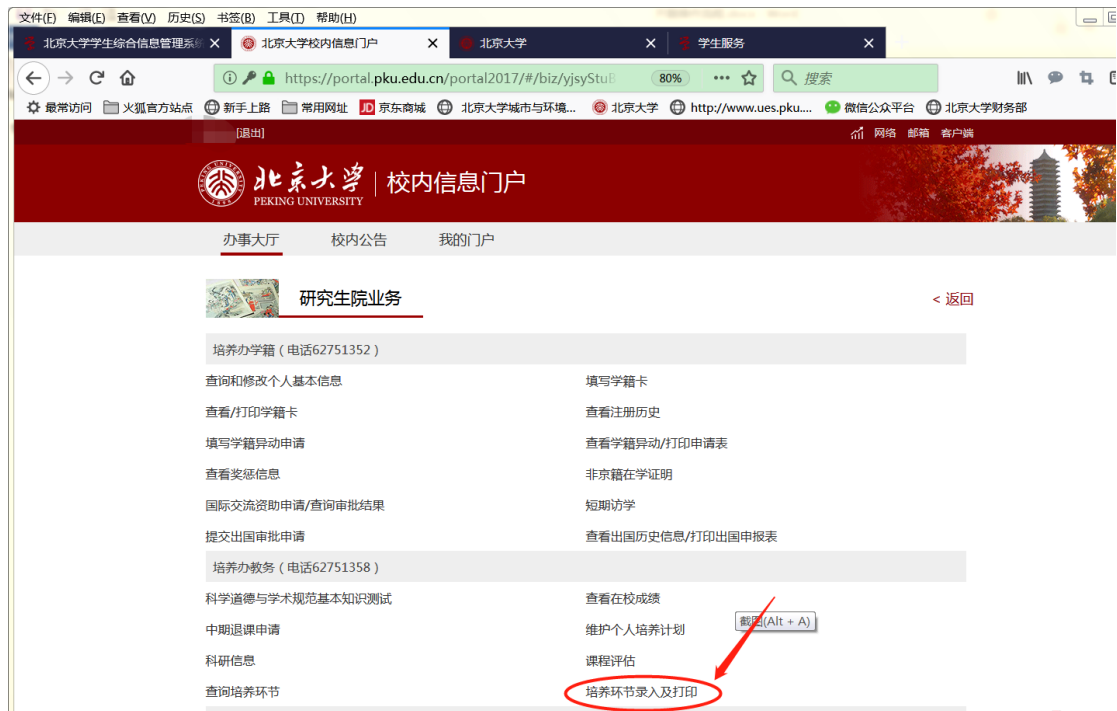 文件(F) 编辑(E) 查看(V) 历史(S) 书签(B) 工具(T) 帮助(H)
北京大学学生综合信息管理系统 北京大学校内信息门户 北京大学 学生服务
https://portal.pku.edu.cn/portal2017/#/biz/yjsyStuB 80% 搜索
最常访问 火狐官方站点 新手上路 常用网址 JD 京东商城 北京大学城市与环境... 北京大学 http://www.ues.pku.... 微信公众平台 北京大学财务部
[退出] 网络 邮箱 客户端
北京大学 校内信息门户
PEKING UNIVERSITY
办事大厅 校内公告 我的门户
研究生院业务 < 返回
培养办学籍 ( 电话62751352 )
查询和修改个人基本信息 填写学籍卡
查看/打印学籍卡 查看注册历史
填写学籍异动申请 查看学籍异动/打印申请表
查看奖惩信息 非京籍在学证明
国际交流资助申请/查询审批结果 短期访学
提交出国审批申请 查看出国历史信息/打印出国申报表
培养办教务 ( 电话62751358 )
科学道德与学术规范基本知识测试 查看在校成绩
中期退课申请 维护个人培养计划 截图(Alt + A)
科研信息 课程评估
查询培养环节 培养环节录入及打印